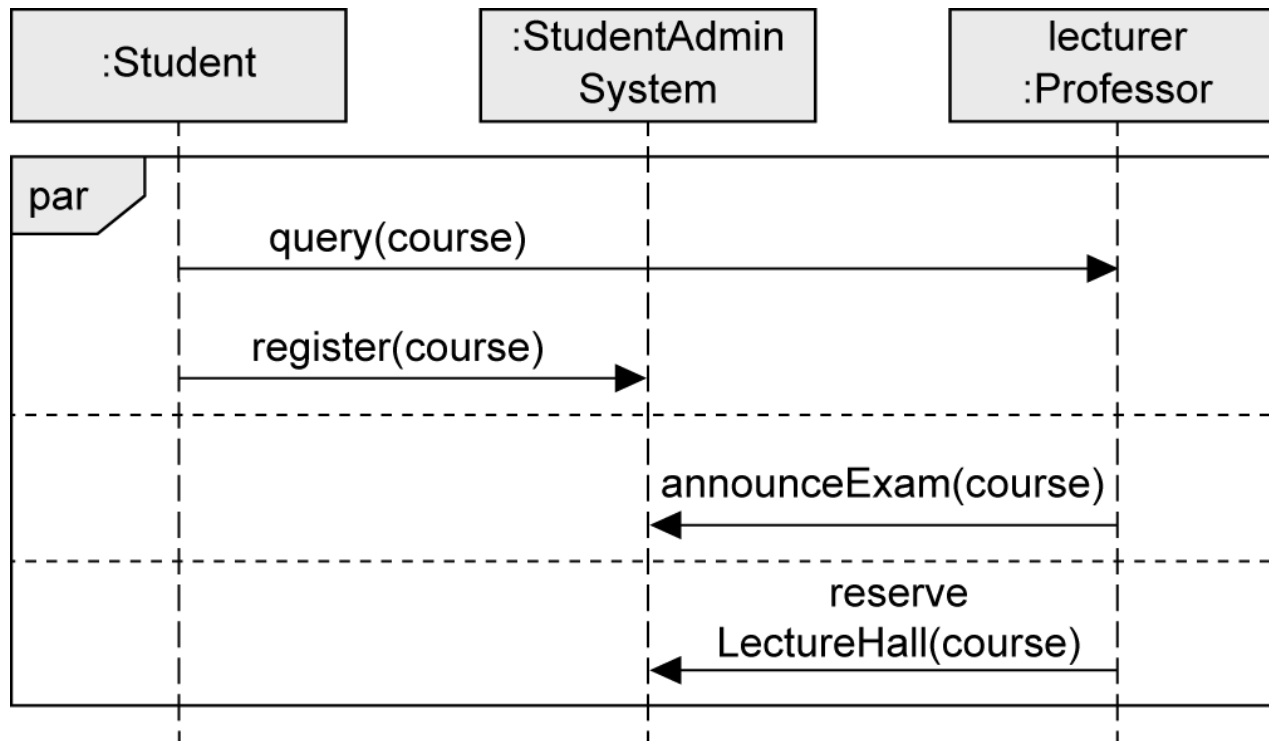 :Student
:StudentAdmin
System
lecturer
:Professor
par
query(course)
register(course)
announceExam(course)
reserve
LectureHall(course)